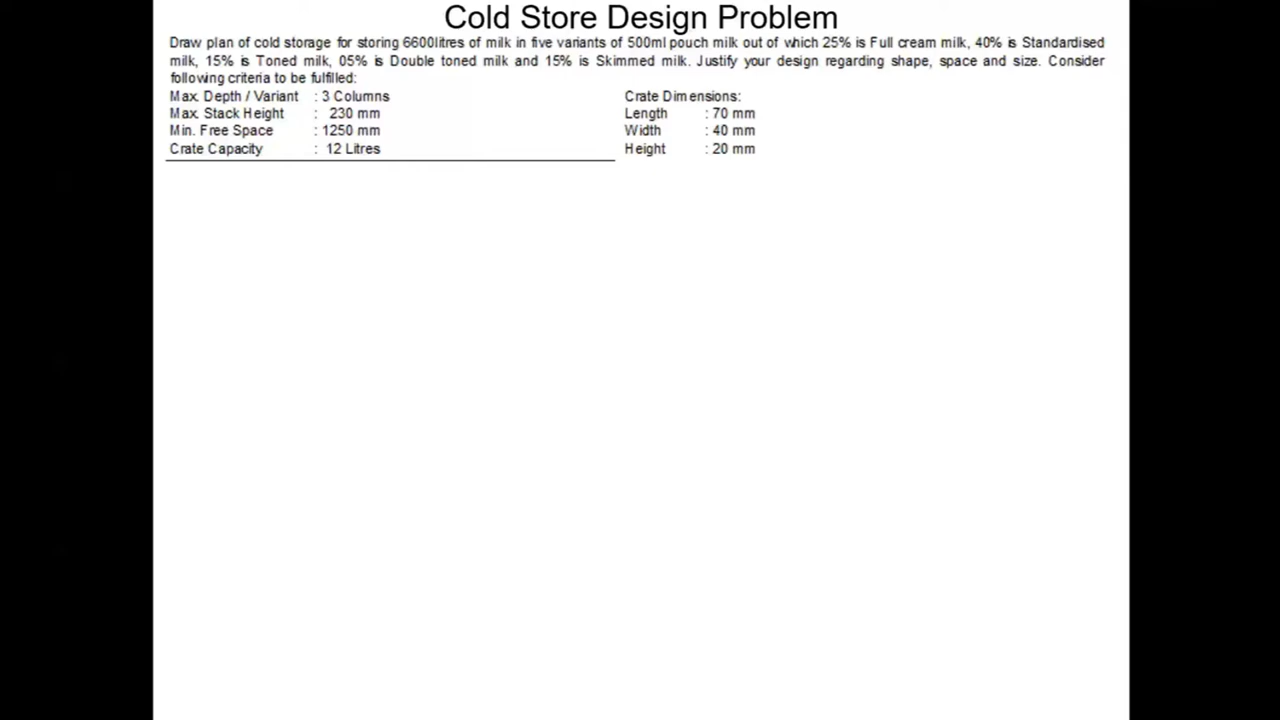 Cold Store Design Problem
Draw plan of cold storage for storing 6600litres of milk in five variants of 500ml pouch milk out of which 25% is Full cream milk, 40% is Standardised
milk, 15% is Toned milk, 05% is Double toned milk and 15% is Skimmed milk. Justify your design regarding shape, space and size. Consider
following criteria to be fulfilled:
Max. Depth / Variant : 3 Columns Crate Dimensions:
Max. Stack Height : 230 mm Length : 70 mm
Min. Free Space : 1250 mm Width : 40 mm
Crate Capacity : 12 Litres Height : 20 mm